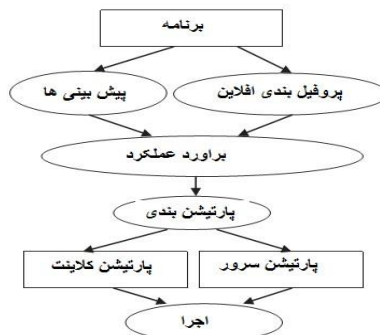 برنامه
پروفیل بندی افلاین
پیش بینی ها
براورد عملکرد
پارتیشن بندی
پارتیشن سرور
پارتیشن کلاینت
اجرا